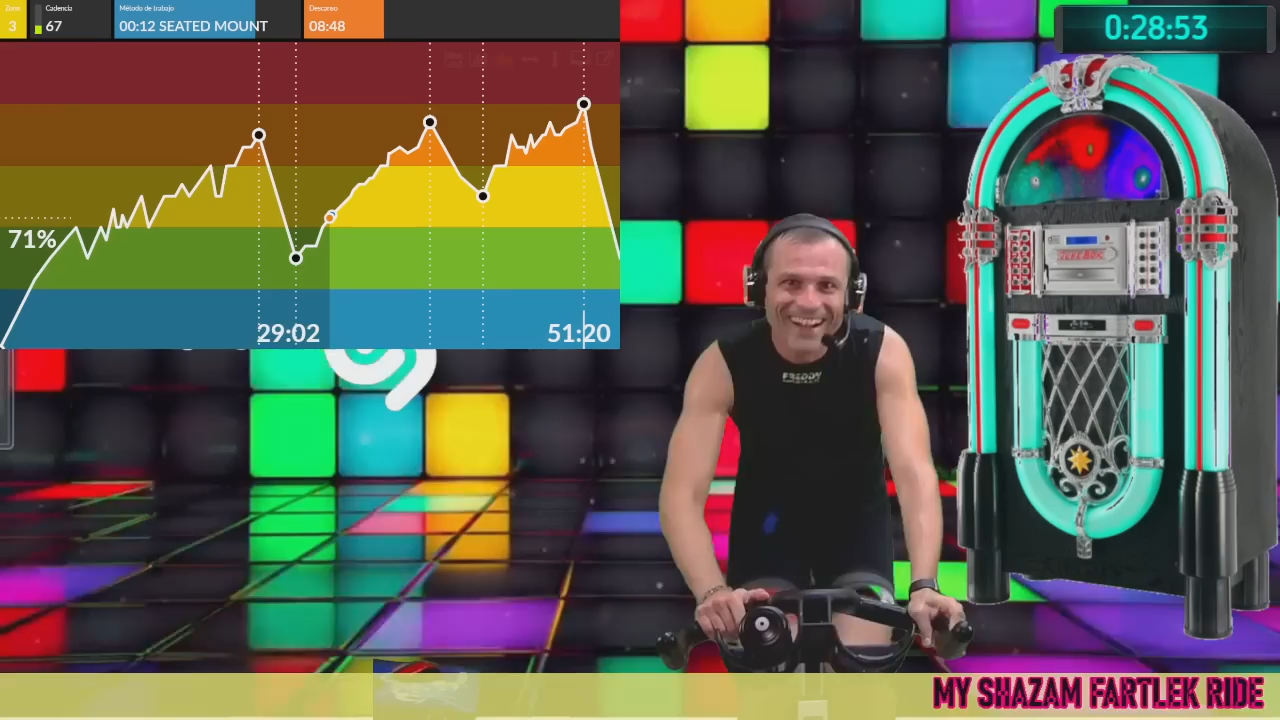 Zona
3
Cadencia
67
Método de trabajo
00:12 SEATED MOUNT
Descanso
08:48
0:28:53
71%
29:02
51:20
FREDDY
MY SHAZAM FARTLEK RIDE